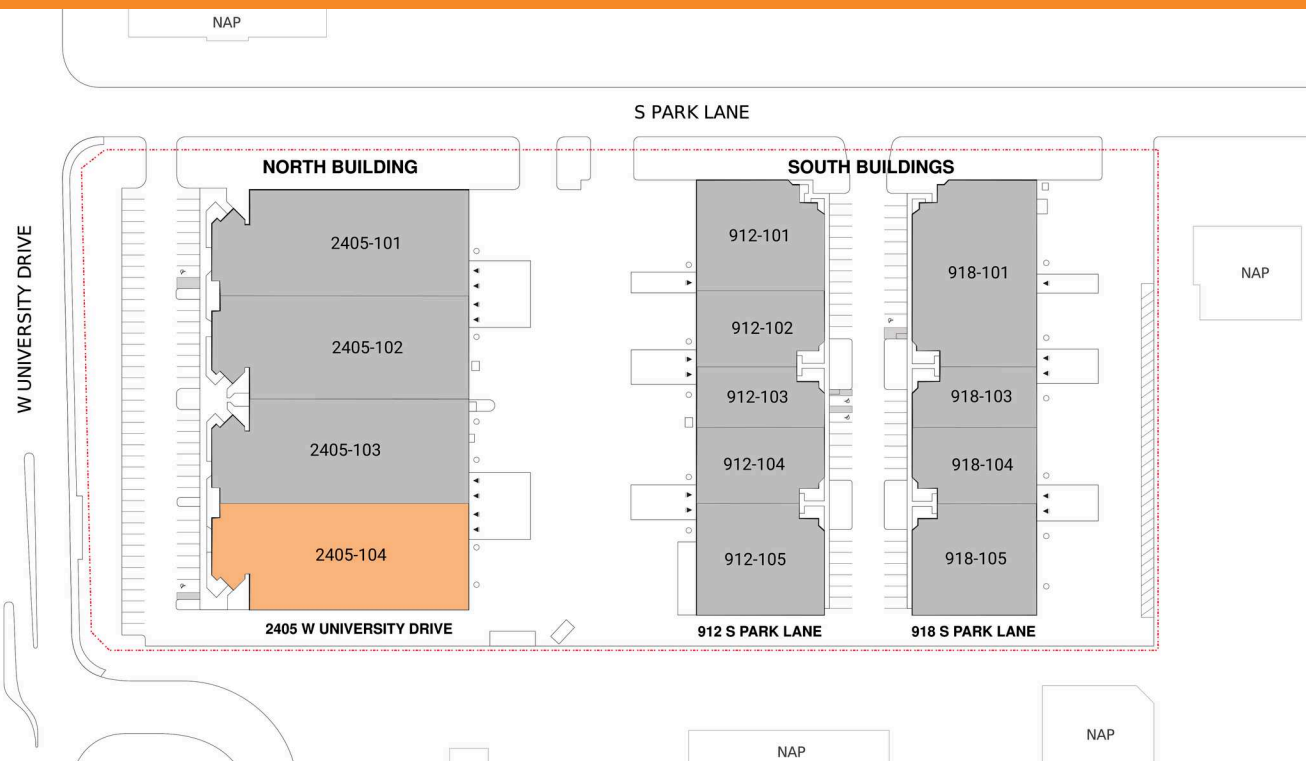 NAP
S PARK LANE
NORTH BUILDING
SOUTH BUILDINGS
W UNIVERSITY DRIVE
2405-101
2405-102
2405-103
2405-104
912-101
912-102
912-103
912-104
912-105
918-101
918-103
918-104
918-105
NAP
2405 W UNIVERSITY DRIVE
912 S PARK LANE
918 S PARK LANE
NAP
NAP